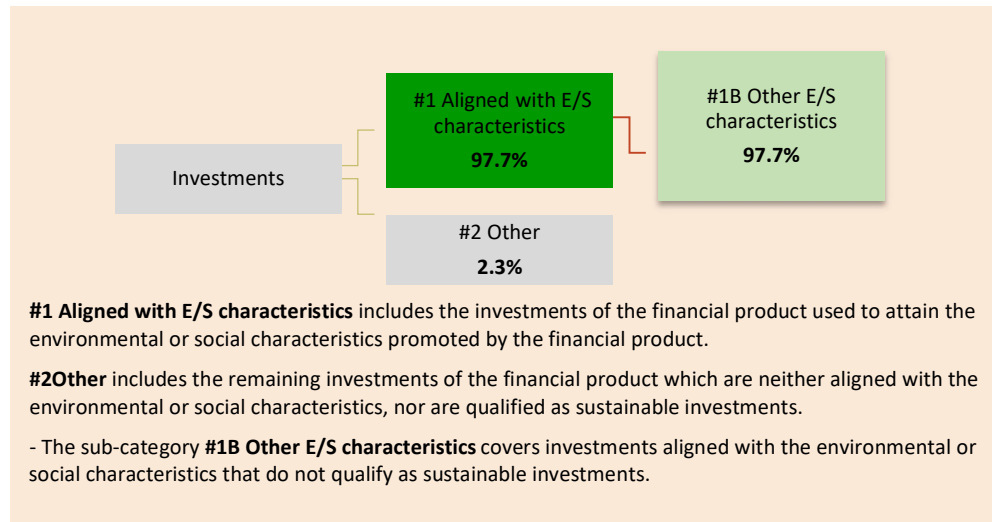 #1 Aligned with E/S
characteristics
97.7%
#1B Other E/S
characteristics
97.7%
Investments
#2 Other
2.3%
#1 Aligned with E/S characteristics includes the investments of the financial product used to attain the
environmental or social characteristics promoted by the financial product.
#2Other includes the remaining investments of the financial product which are neither aligned with the
environmental or social characteristics, nor are qualified as sustainable investments.
- The sub-category #1B Other E/S characteristics covers investments aligned with the environmental or
social characteristics that do not qualify as sustainable investments.